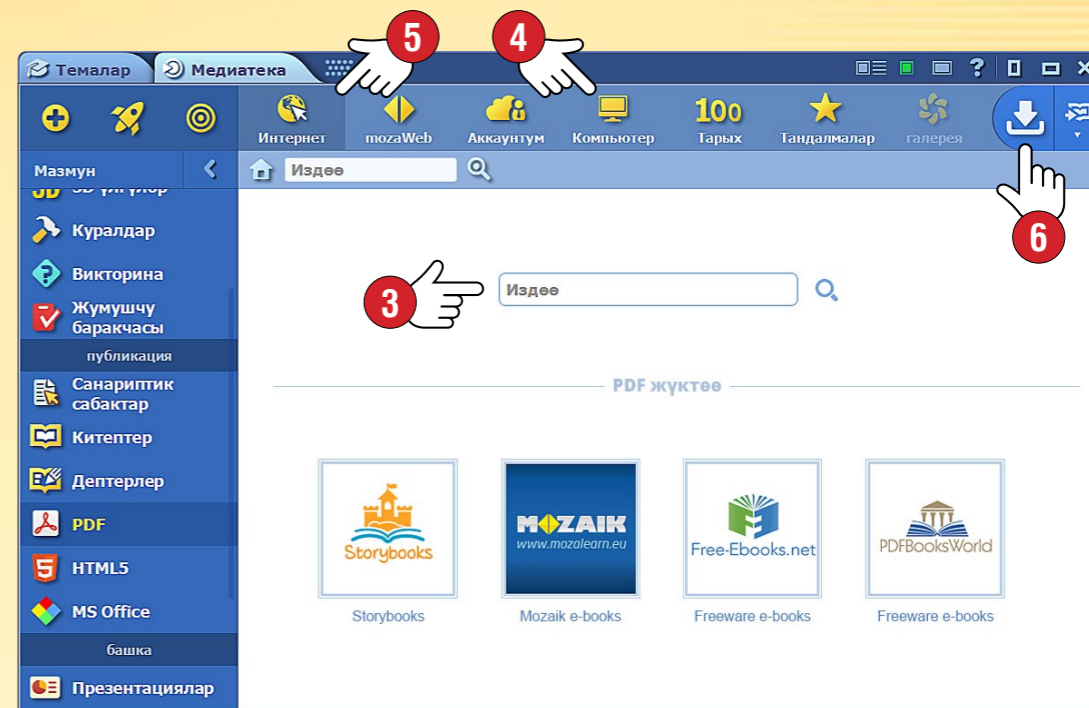 5
4
Темалар
Медиатека
?
Интернет
mozaWeb
Аккаунтум
Компьютер
100
Тарых
Тандалмалар
галерея
Мазмун
Издөө
6
3D үлгүлөр
Куралдар
Викторина
Жумушчу
баракчасы
3
Издөө
публикация
Санариптик
сабактар
PDF жүктөө
Китептер
Дептерлер
PDF
HTML5
MS Office
Storybooks
MOZAIK
www.mozalearn.eu
Free-Ebooks.net
PDFBooksWorld
Storybooks
Mozaik e-books
Freeware e-books
Freeware e-books
башка
Презентациялар